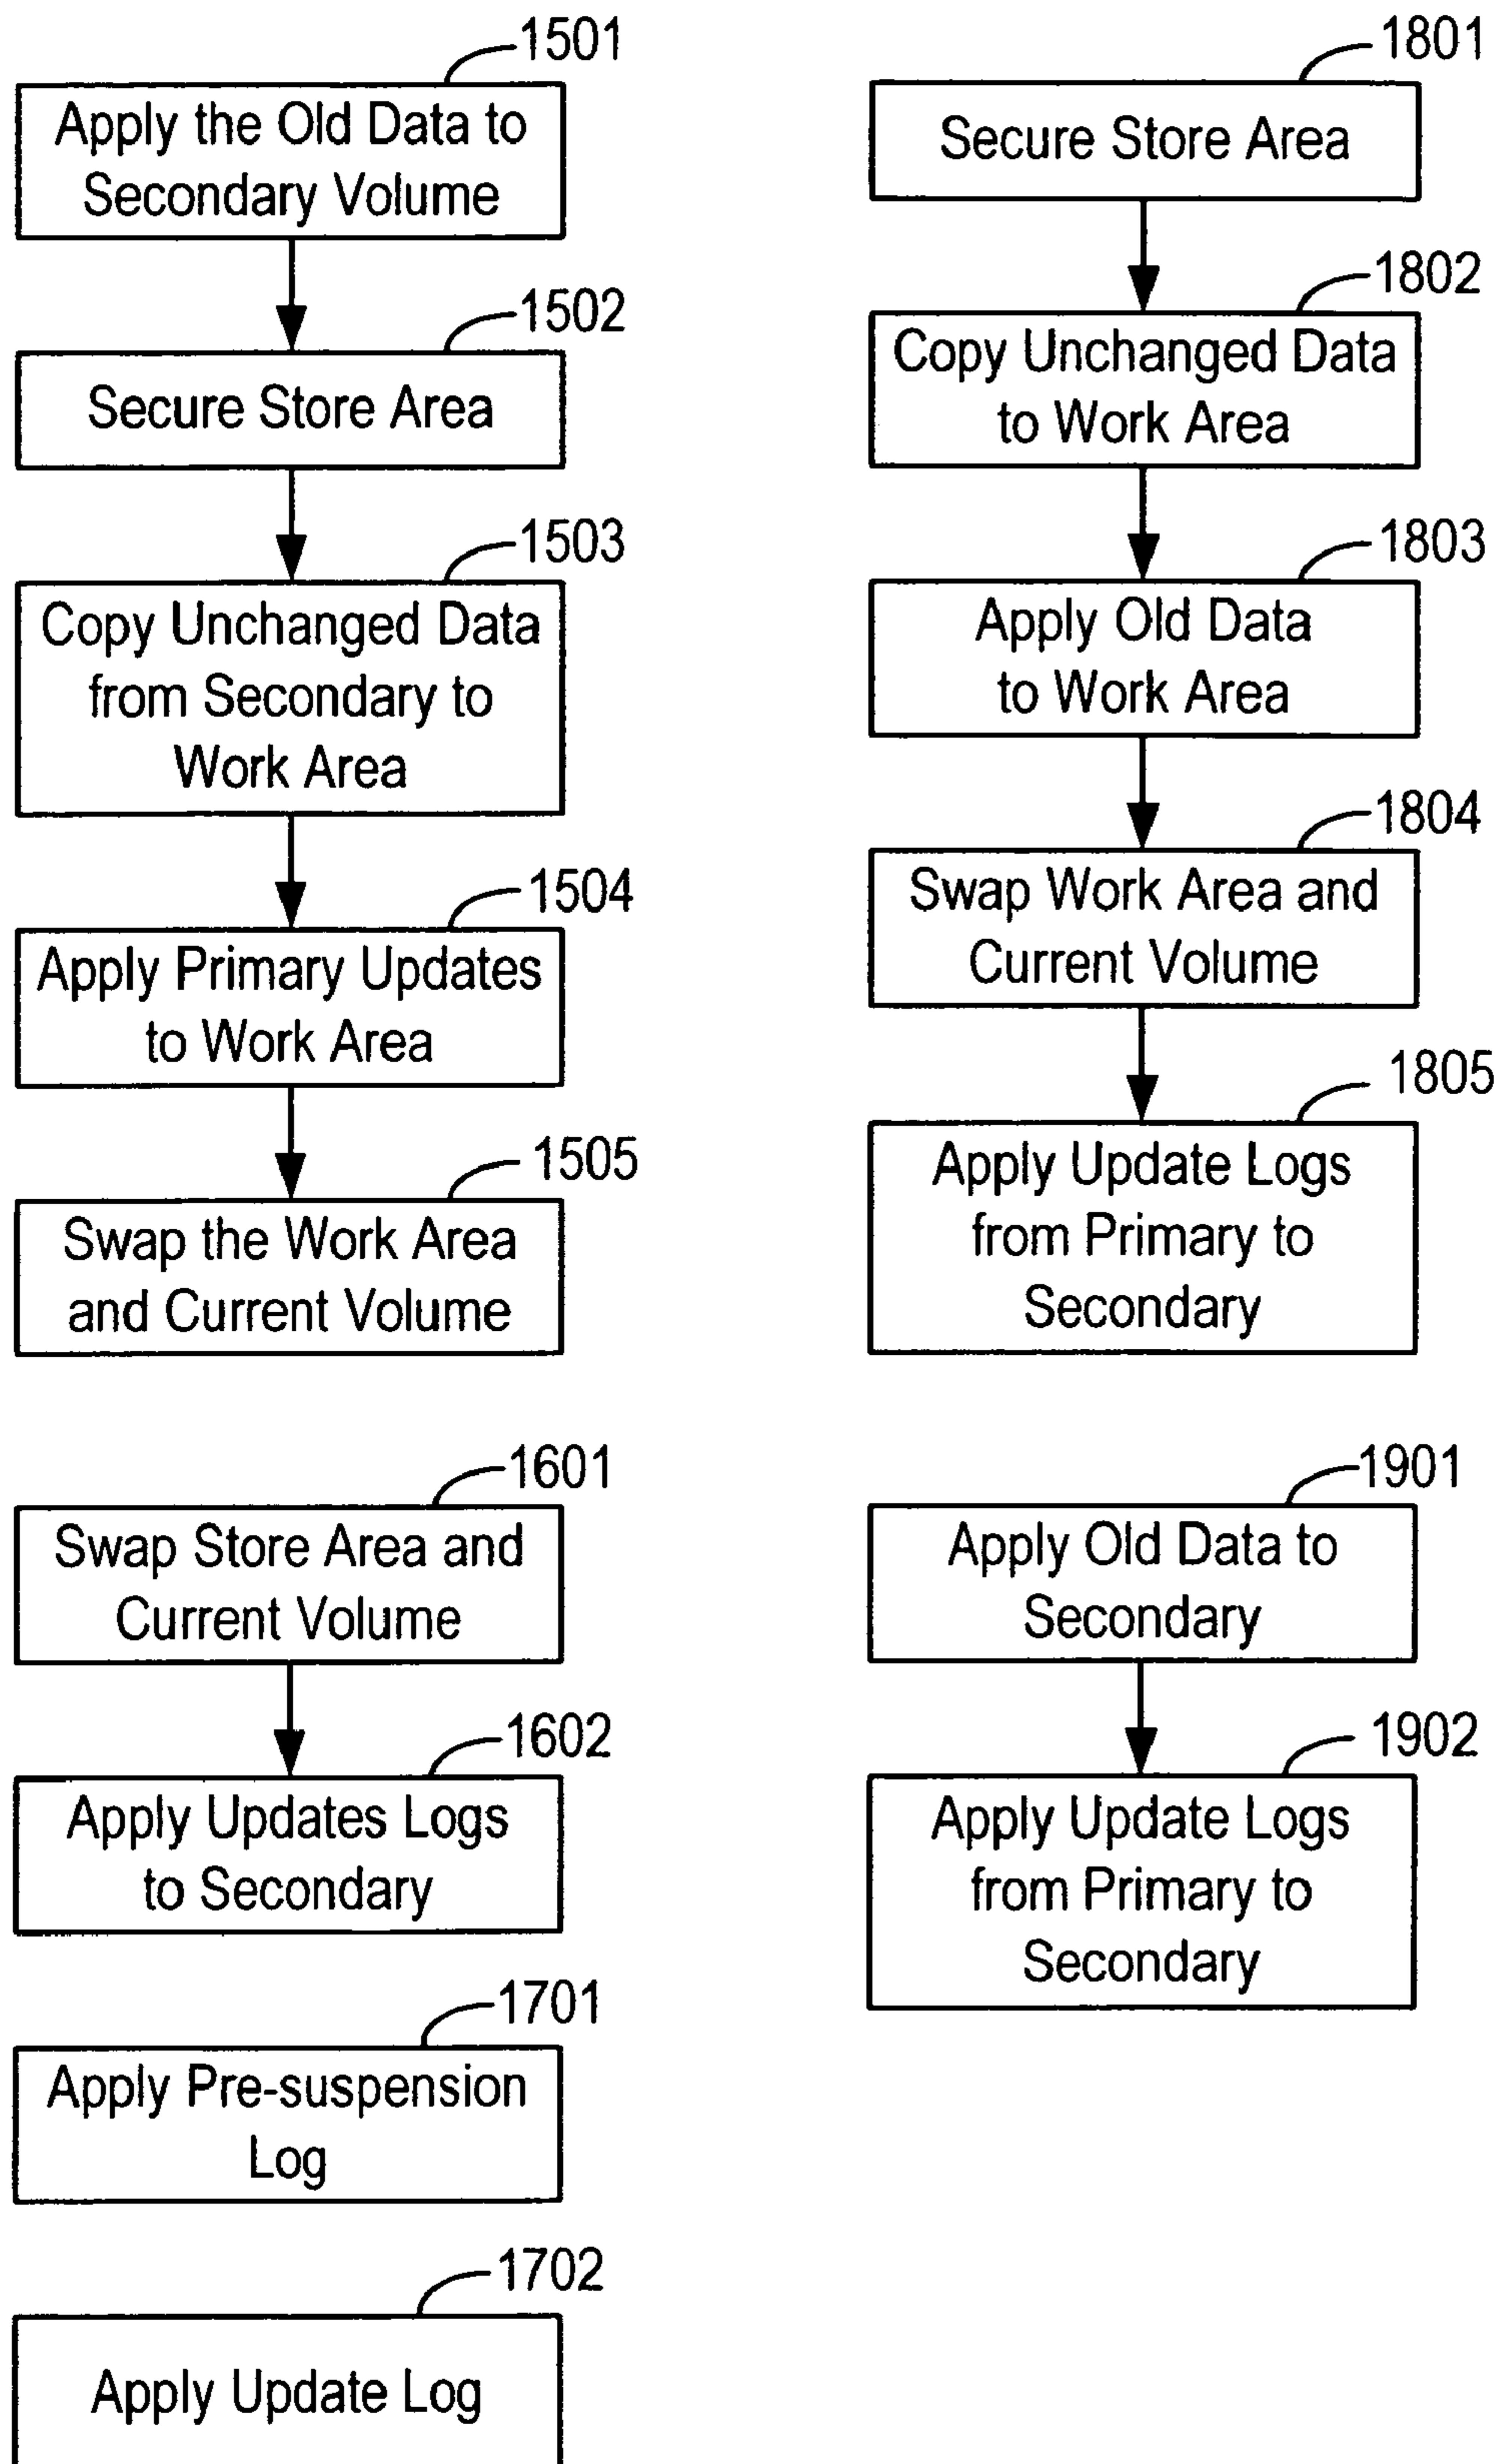 1501
Apply the Old Data to
Secondary Volume
1502
Secure Store Area
1503
Copy Unchanged Data
from Secondary to
Work Area
1504
Apply Primary Updates
to Work Area
1505
Swap the Work Area
and Current Volume
1601
Swap Store Area and
Current Volume
1602
Apply Updates Logs
to Secondary
1701
Apply Pre-suspension
Log
1702
Apply Update Log
1801
Secure Store Area
1802
Copy Unchanged Data
to Work Area
1803
Apply Old Data
to Work Area
1804
Swap Work Area and
Current Volume
1805
Apply Update Logs
from Primary to
Secondary
1901
Apply Old Data to
Secondary
1902
Apply Update Logs
from Primary to
Secondary